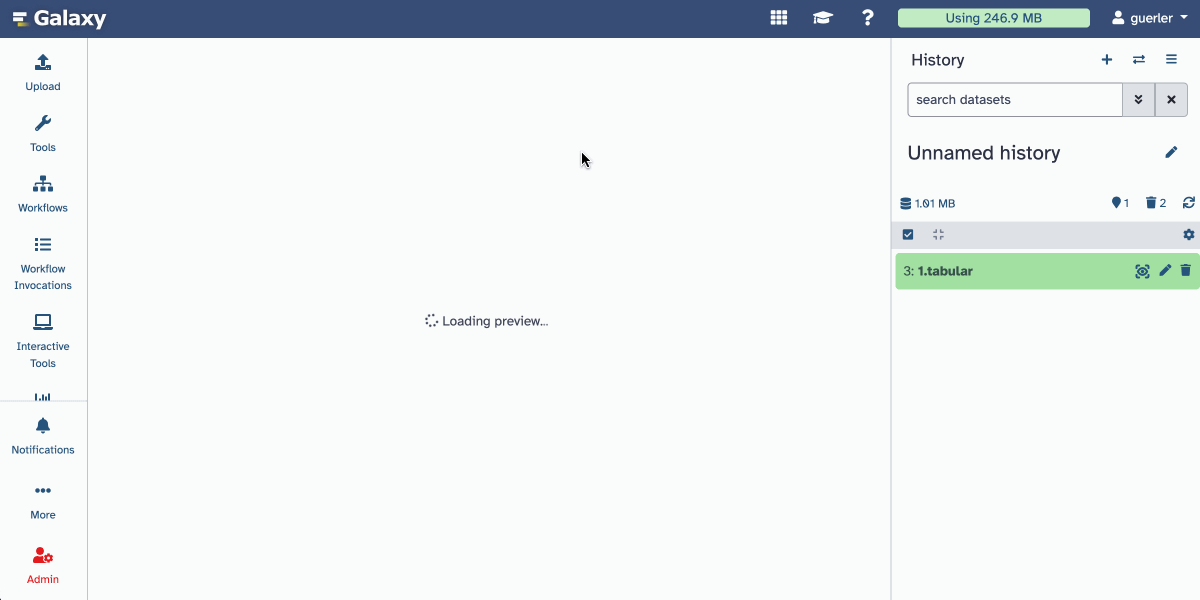 Galaxy
Using 246.9 MB
guerler
Upload
Tools
Workflows
Workflow
Invocations
Interactive
Tools
Notifications
More
Admin
Loading preview...
History
search datasets
Unnamed history
1.01 MB
1
2
3: 1.tabular